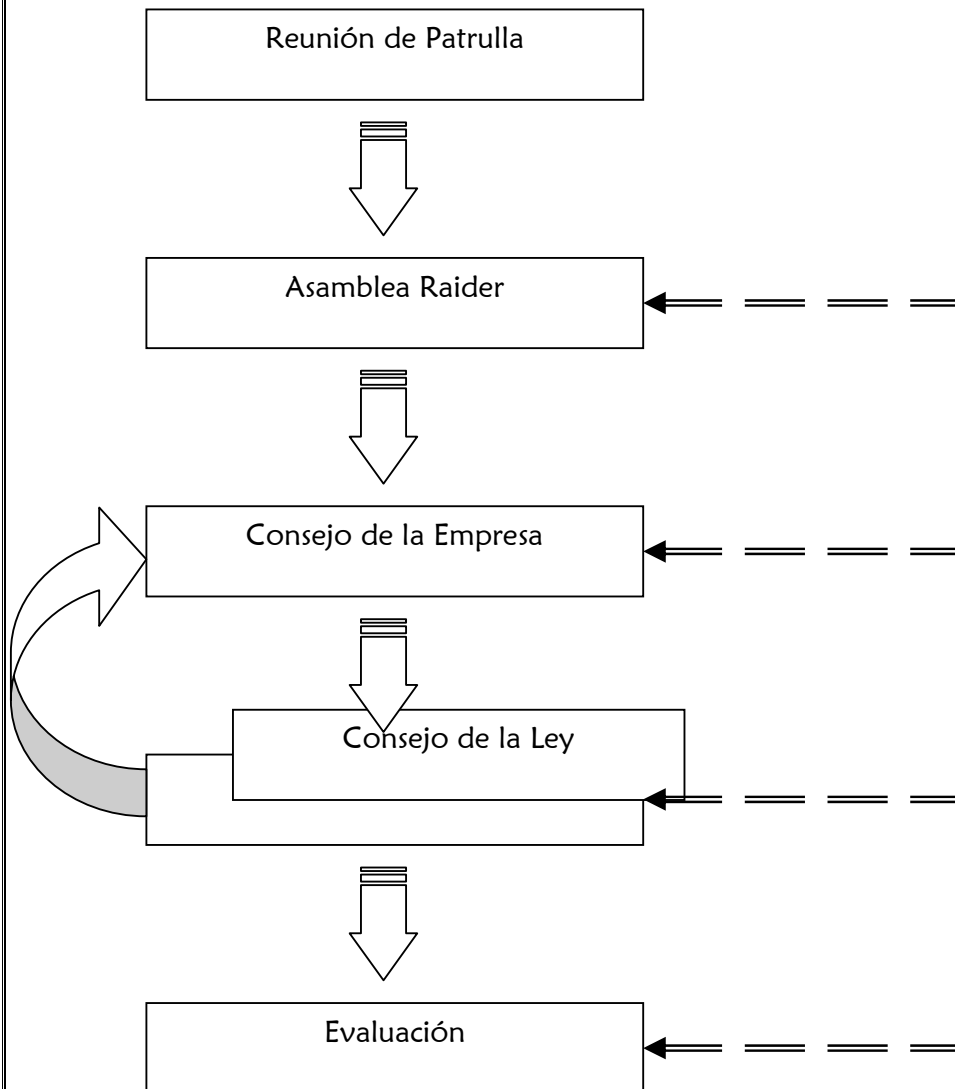 Reunión de Patrulla
Asamblea Raider
Consejo de la Empresa
Consejo de la Ley
Evaluación